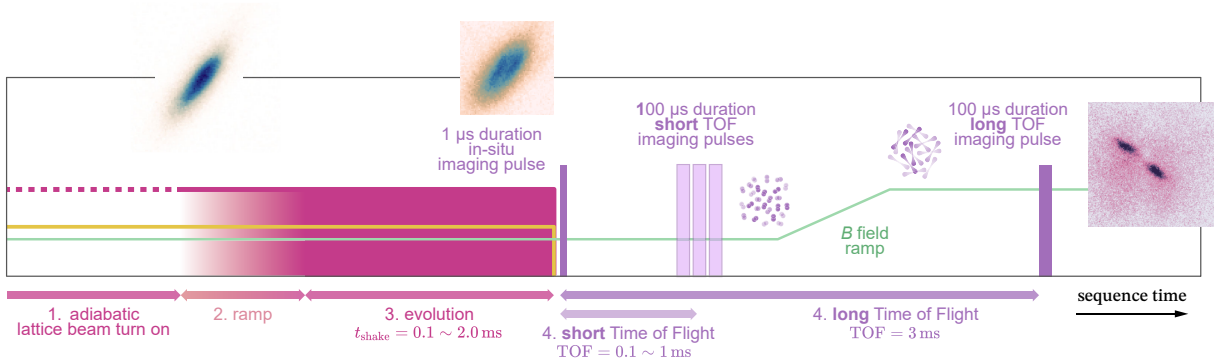 1 μs duration
in-situ
imaging pulse
100 μs duration
short TOF
imaging pulses
100 μs duration
long TOF
imaging pulse
B field
ramp
1. adiabatic
lattice beam turn on
2. ramp
3. evolution
t_shake = 0.1 ~ 2.0 ms
4. short Time of Flight
TOF = 0.1 ~ 1 ms
4. long Time of Flight
TOF = 3 ms
sequence time